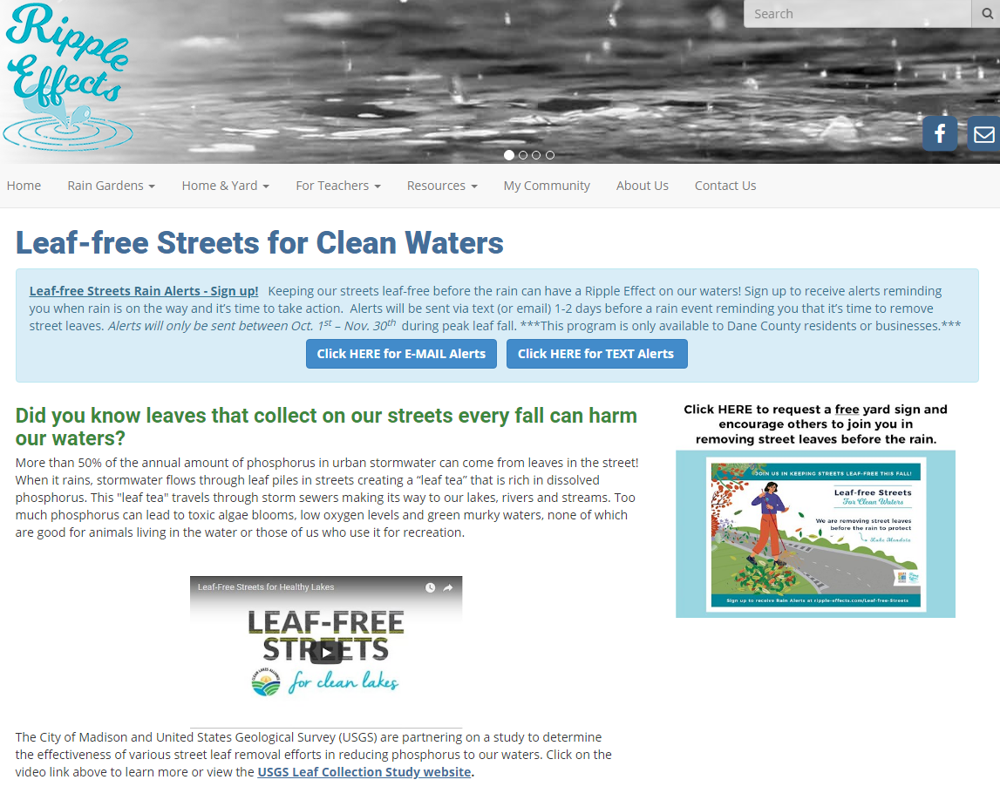 Ripple
Effects
Search
Home Rain Gardens Home & Yard For Teachers Resources My Community About Us Contact Us
Leaf-free Streets for Clean Waters
Leaf-free Streets Rain Alerts - Sign up! Keeping our streets leaf-free before the rain can have a Ripple Effect on our waters! Sign up to receive alerts reminding
you when rain is on the way and it's time to take action. Alerts will be sent via text (or email) 1-2 days before a rain event reminding you that it's time to remove
street leaves. Alerts will only be sent between Oct. 1st – Nov. 30th during peak leaf fall. ***This program is only available to Dane County residents or businesses.***
Click HERE for E-MAIL Alerts Click HERE for TEXT Alerts
Did you know leaves that collect on our streets every fall can harm
our waters?
More than 50% of the annual amount of phosphorus in urban stormwater can come from leaves in the street!
When it rains, stormwater flows through leaf piles in streets creating a “leaf tea” that is rich in dissolved
phosphorus. This "leaf tea" travels through storm sewers making its way to our lakes, rivers and streams. Too
much phosphorus can lead to toxic algae blooms, low oxygen levels and green murky waters, none of which
are good for animals living in the water or those of us who use it for recreation.
Click HERE to request a free yard sign and
encourage others to join you in
removing street leaves before the rain.
JOIN US IN KEEPING STREETS LEAF-FREE THIS FALL!
Leaf-free Streets
For Clean Waters
We are removing street leaves
before the rain to protect
Lake Mendota
Sign up to receive Rain Alerts at ripple-effects.com/Leaf-free-Streets
Leaf-Free Streets for Healthy Lakes
LEAF-FREE
STREETS
CLEAN LAKES ALLIANCE
for clean lakes
The City of Madison and United States Geological Survey (USGS) are partnering on a study to determine
the effectiveness of various street leaf removal efforts in reducing phosphorus to our waters. Click on the
video link above to learn more or view the USGS Leaf Collection Study website.